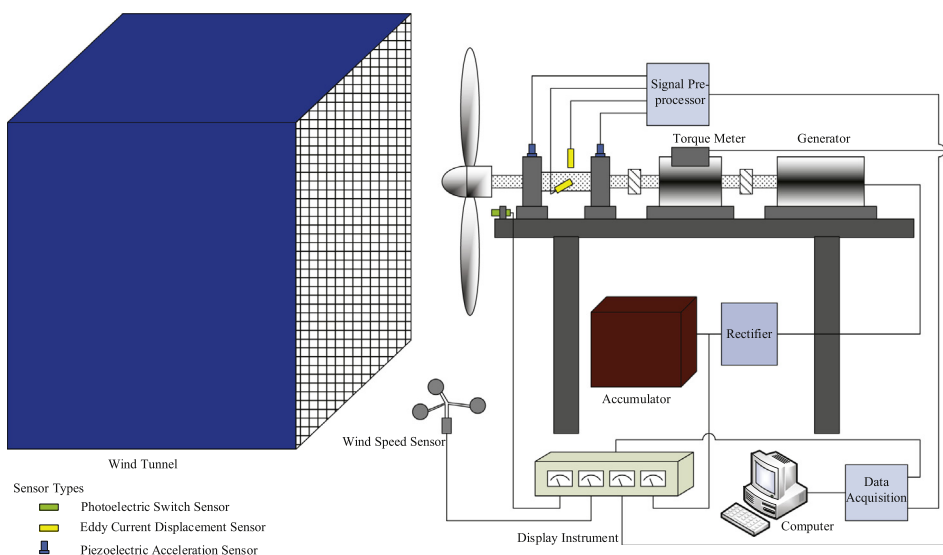 Signal Pre-
processor
Torque Meter
Generator
Rectifier
Accumulator
Wind Speed Sensor
Wind Tunnel
Sensor Types
Photoelectric Switch Sensor
Eddy Current Displacement Sensor
Piezoelectric Acceleration Sensor
Display Instrument
Computer
Data
Acquisition